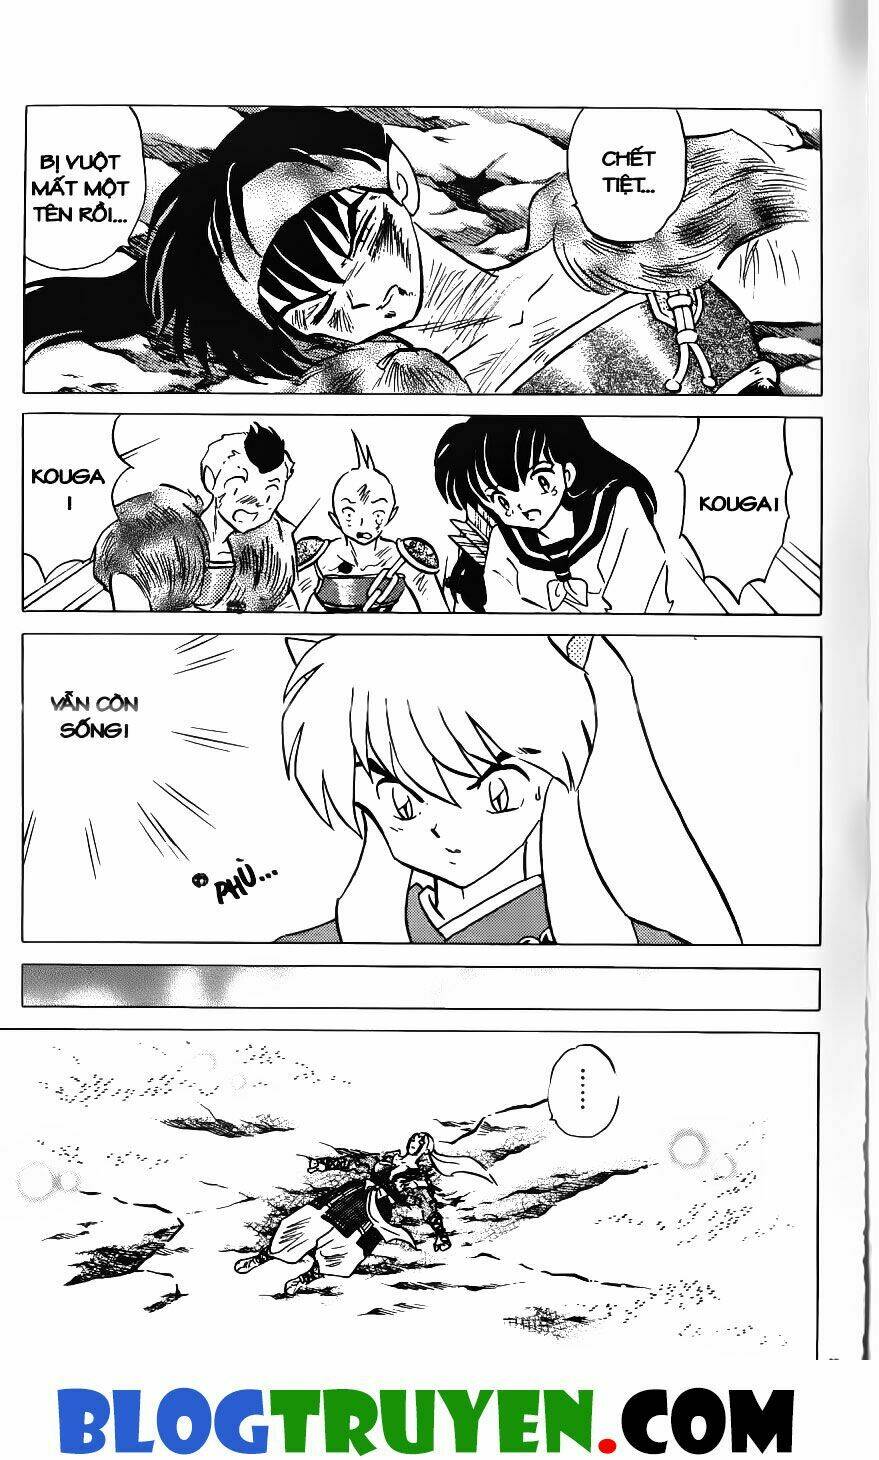 CHẾT
TIỆT...
BỊ VUỘT
MẤT MỘT
TÊN RỒI...
KOUGA!
KOUGA
!
VẪN CÒN
SỐNG!
PHÙ...
.......
BLOGTRUYEN.COM